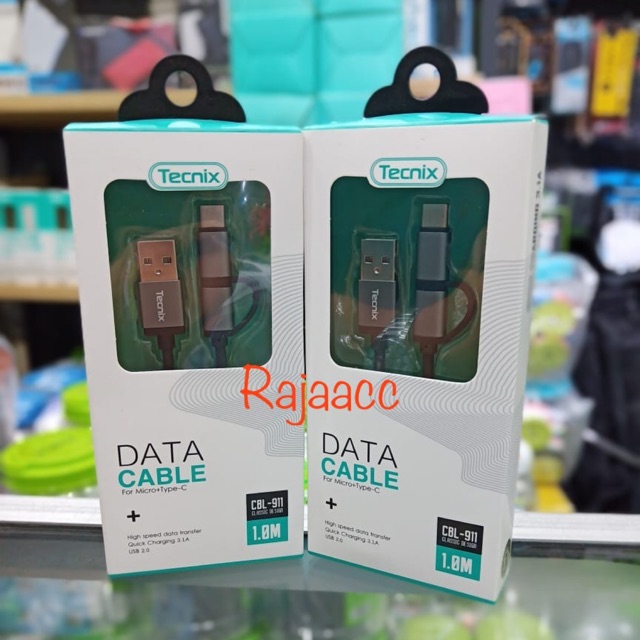 Tecnix
Tecnix
DATA
CABLE
For Micro+Type-C
+
High speed data transfer
Quick Charging 3.1A
USB 2.0
CBL-911
1.0M
Rajaacc
Tecnix
Tecnix
DATA
CABLE
For Micro+Type-C
+
High speed data transfer
Quick Charging 3.1A
USB 2.0
CBL-911
1.0M